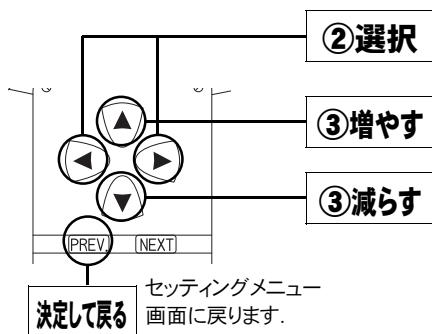 ②選択
③増やす
③減らす
PREV. NEXT
決定して戻る
セッティングメニュー
画面に戻ります.